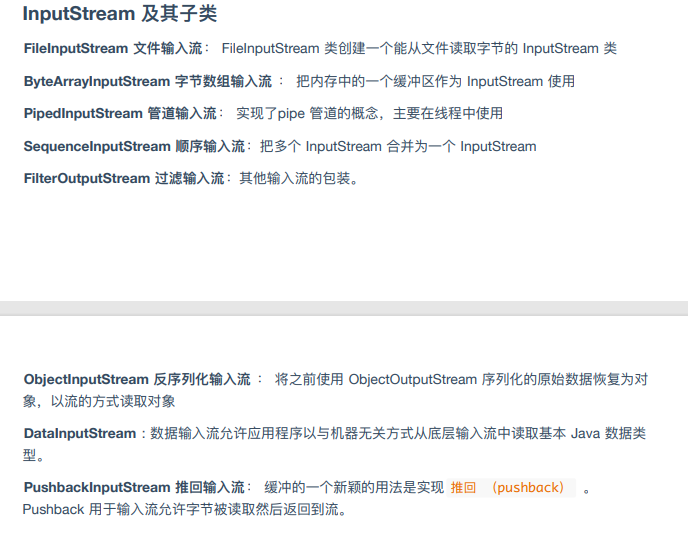 InputStream 及其子类
FileInputStream 文件输入流： FileInputStream 类创建一个能从文件读取字节的 InputStream 类
ByteArrayInputStream 字节数组输入流 ： 把内存中的一个缓冲区作为 InputStream 使用
PipedInputStream 管道输入流： 实现了pipe 管道的概念，主要在线程中使用
SequenceInputStream 顺序输入流：把多个 InputStream 合并为一个 InputStream
FilterOutputStream 过滤输入流：其他输入流的包装。
ObjectInputStream 反序列化输入流 ： 将之前使用 ObjectOutputStream 序列化的原始数据恢复为对
象，以流的方式读取对象
DataInputStream : 数据输入流允许应用程序以与机器无关方式从底层输入流中读取基本 Java 数据类
型。
PushbackInputStream 推回输入流： 缓冲的一个新颖的用法是实现 推回 （pushback） 。
Pushback 用于输入流允许字节被读取然后返回到流。